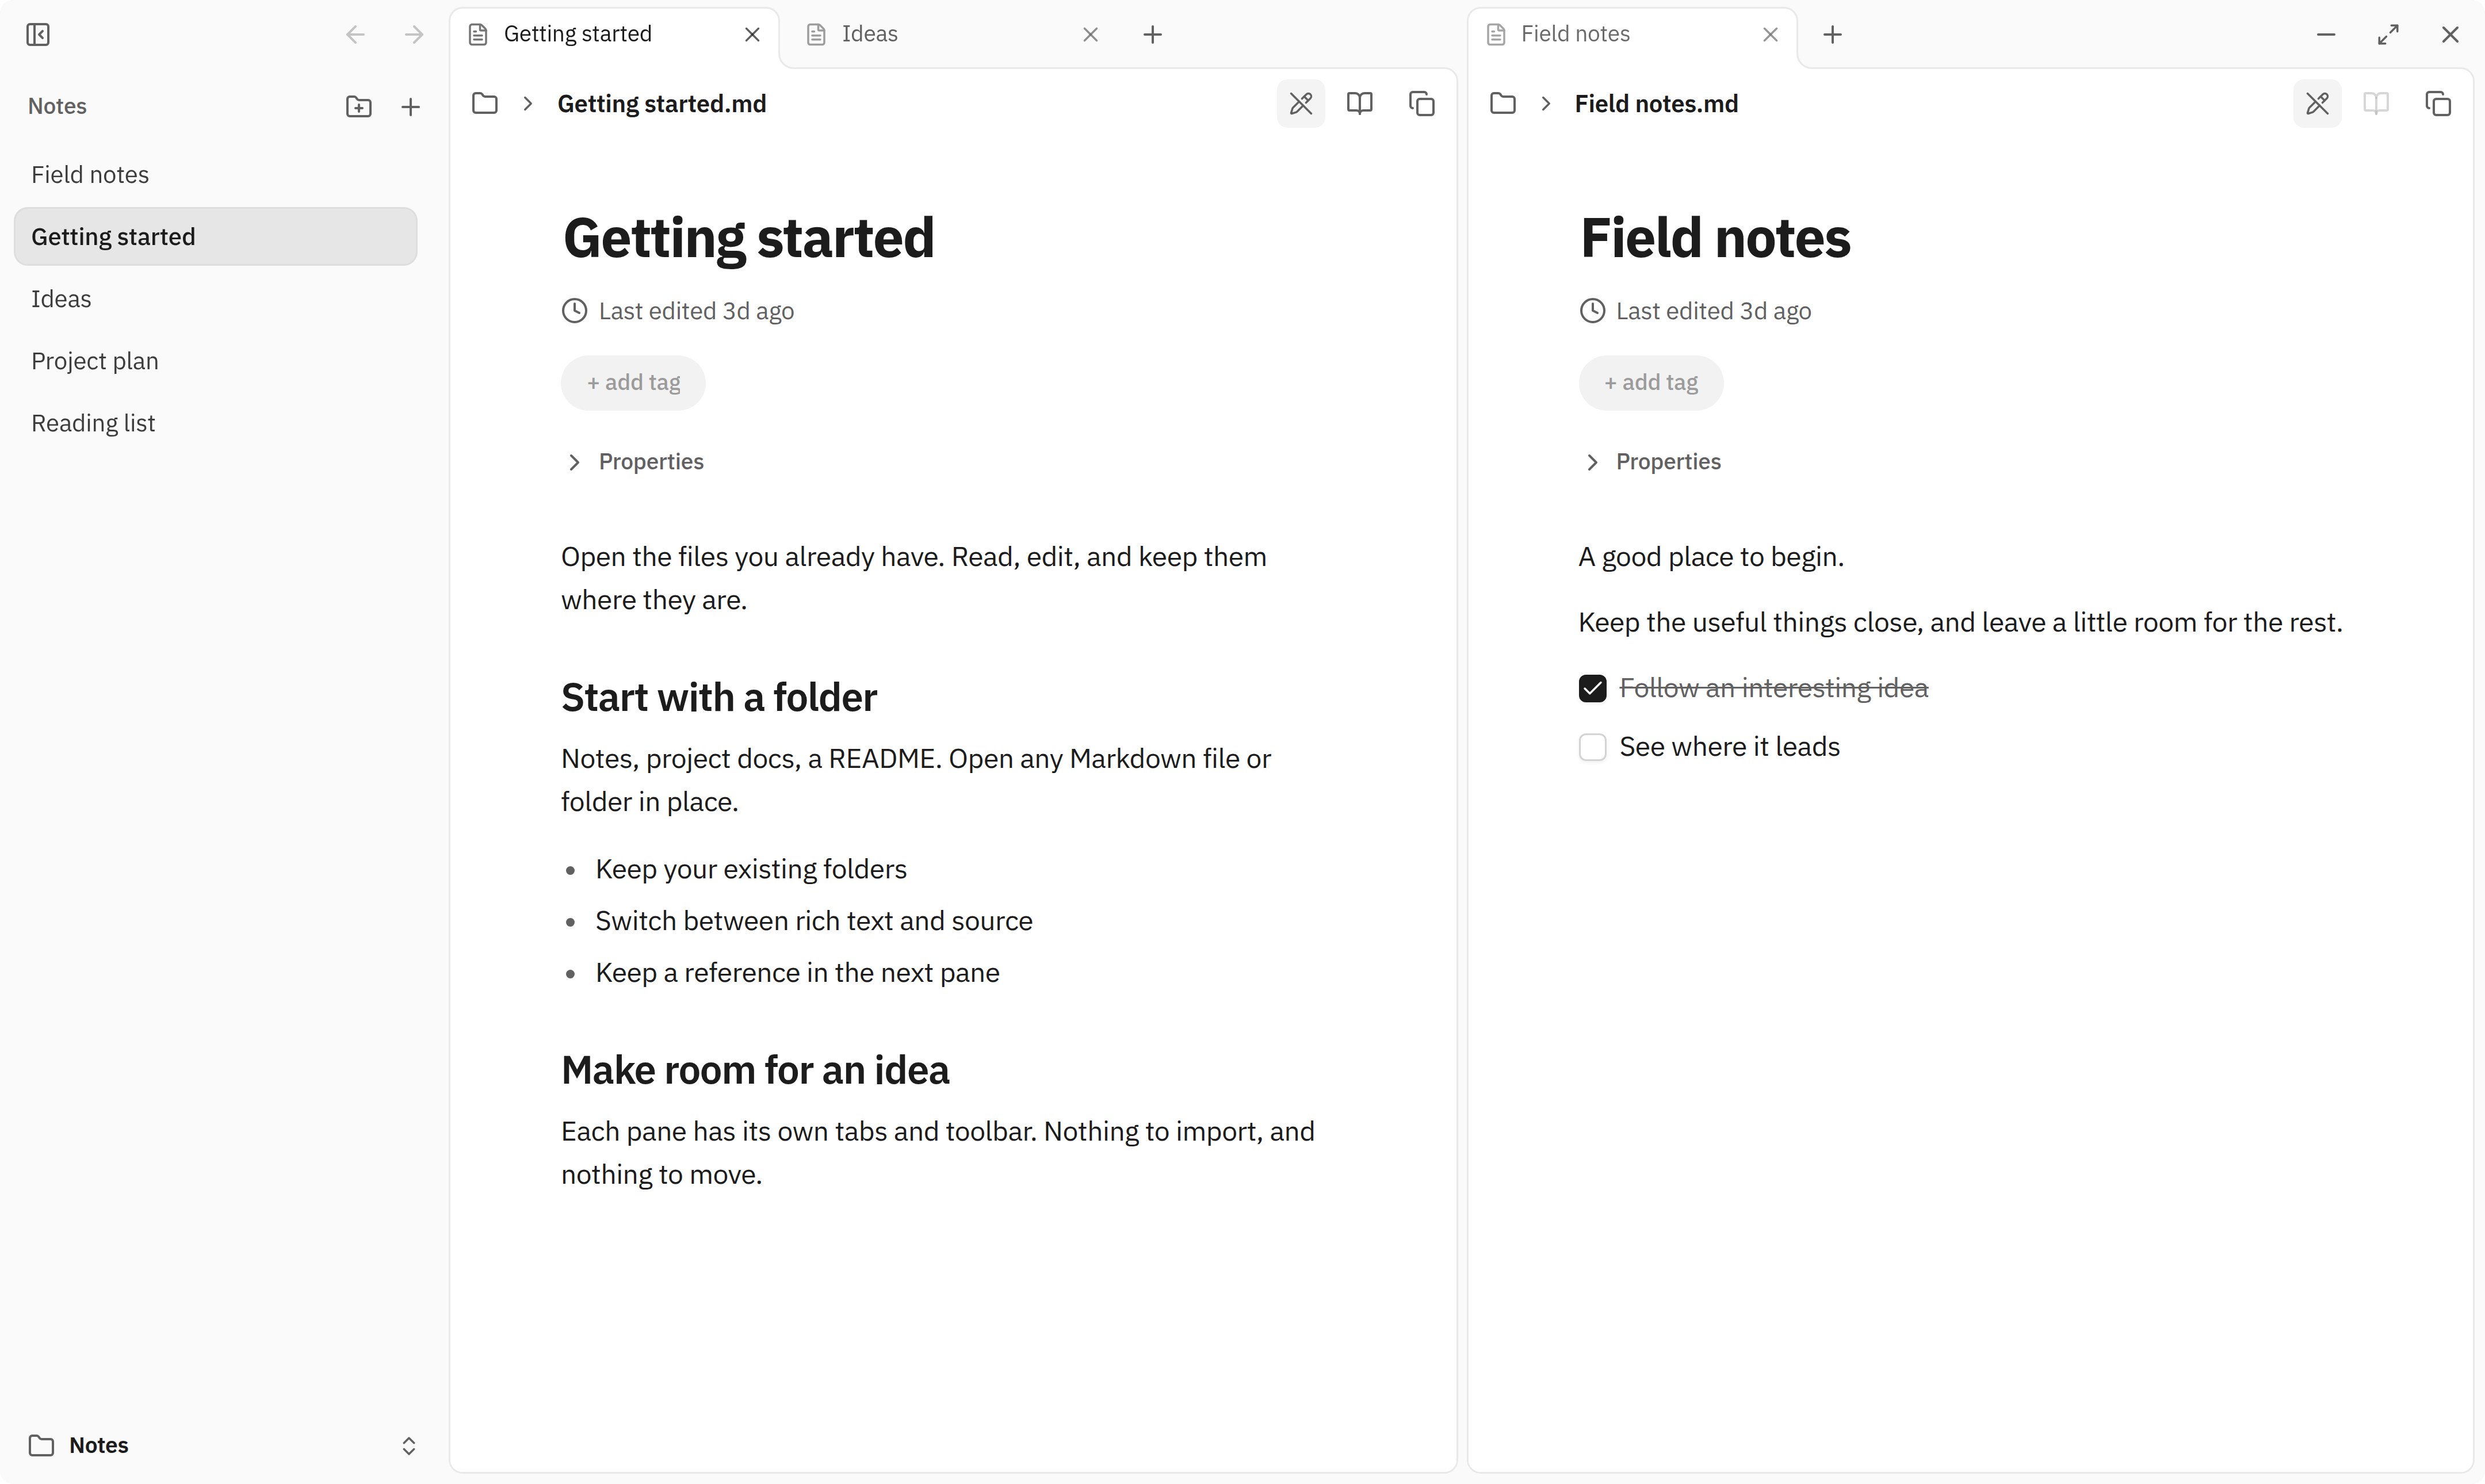 Notes
Field notes
Getting started
Ideas
Project plan
Reading list
Notes
Getting started
Ideas
Getting started.md
Getting started
Last edited 3d ago
+ add tag
Properties
Open the files you already have. Read, edit, and keep them
where they are.
Start with a folder
Notes, project docs, a README. Open any Markdown file or
folder in place.
Keep your existing folders
Switch between rich text and source
Keep a reference in the next pane
Make room for an idea
Each pane has its own tabs and toolbar. Nothing to import, and
nothing to move.
Field notes
Field notes.md
Field notes
Last edited 3d ago
+ add tag
Properties
A good place to begin.
Keep the useful things close, and leave a little room for the rest.
Follow an interesting idea
See where it leads